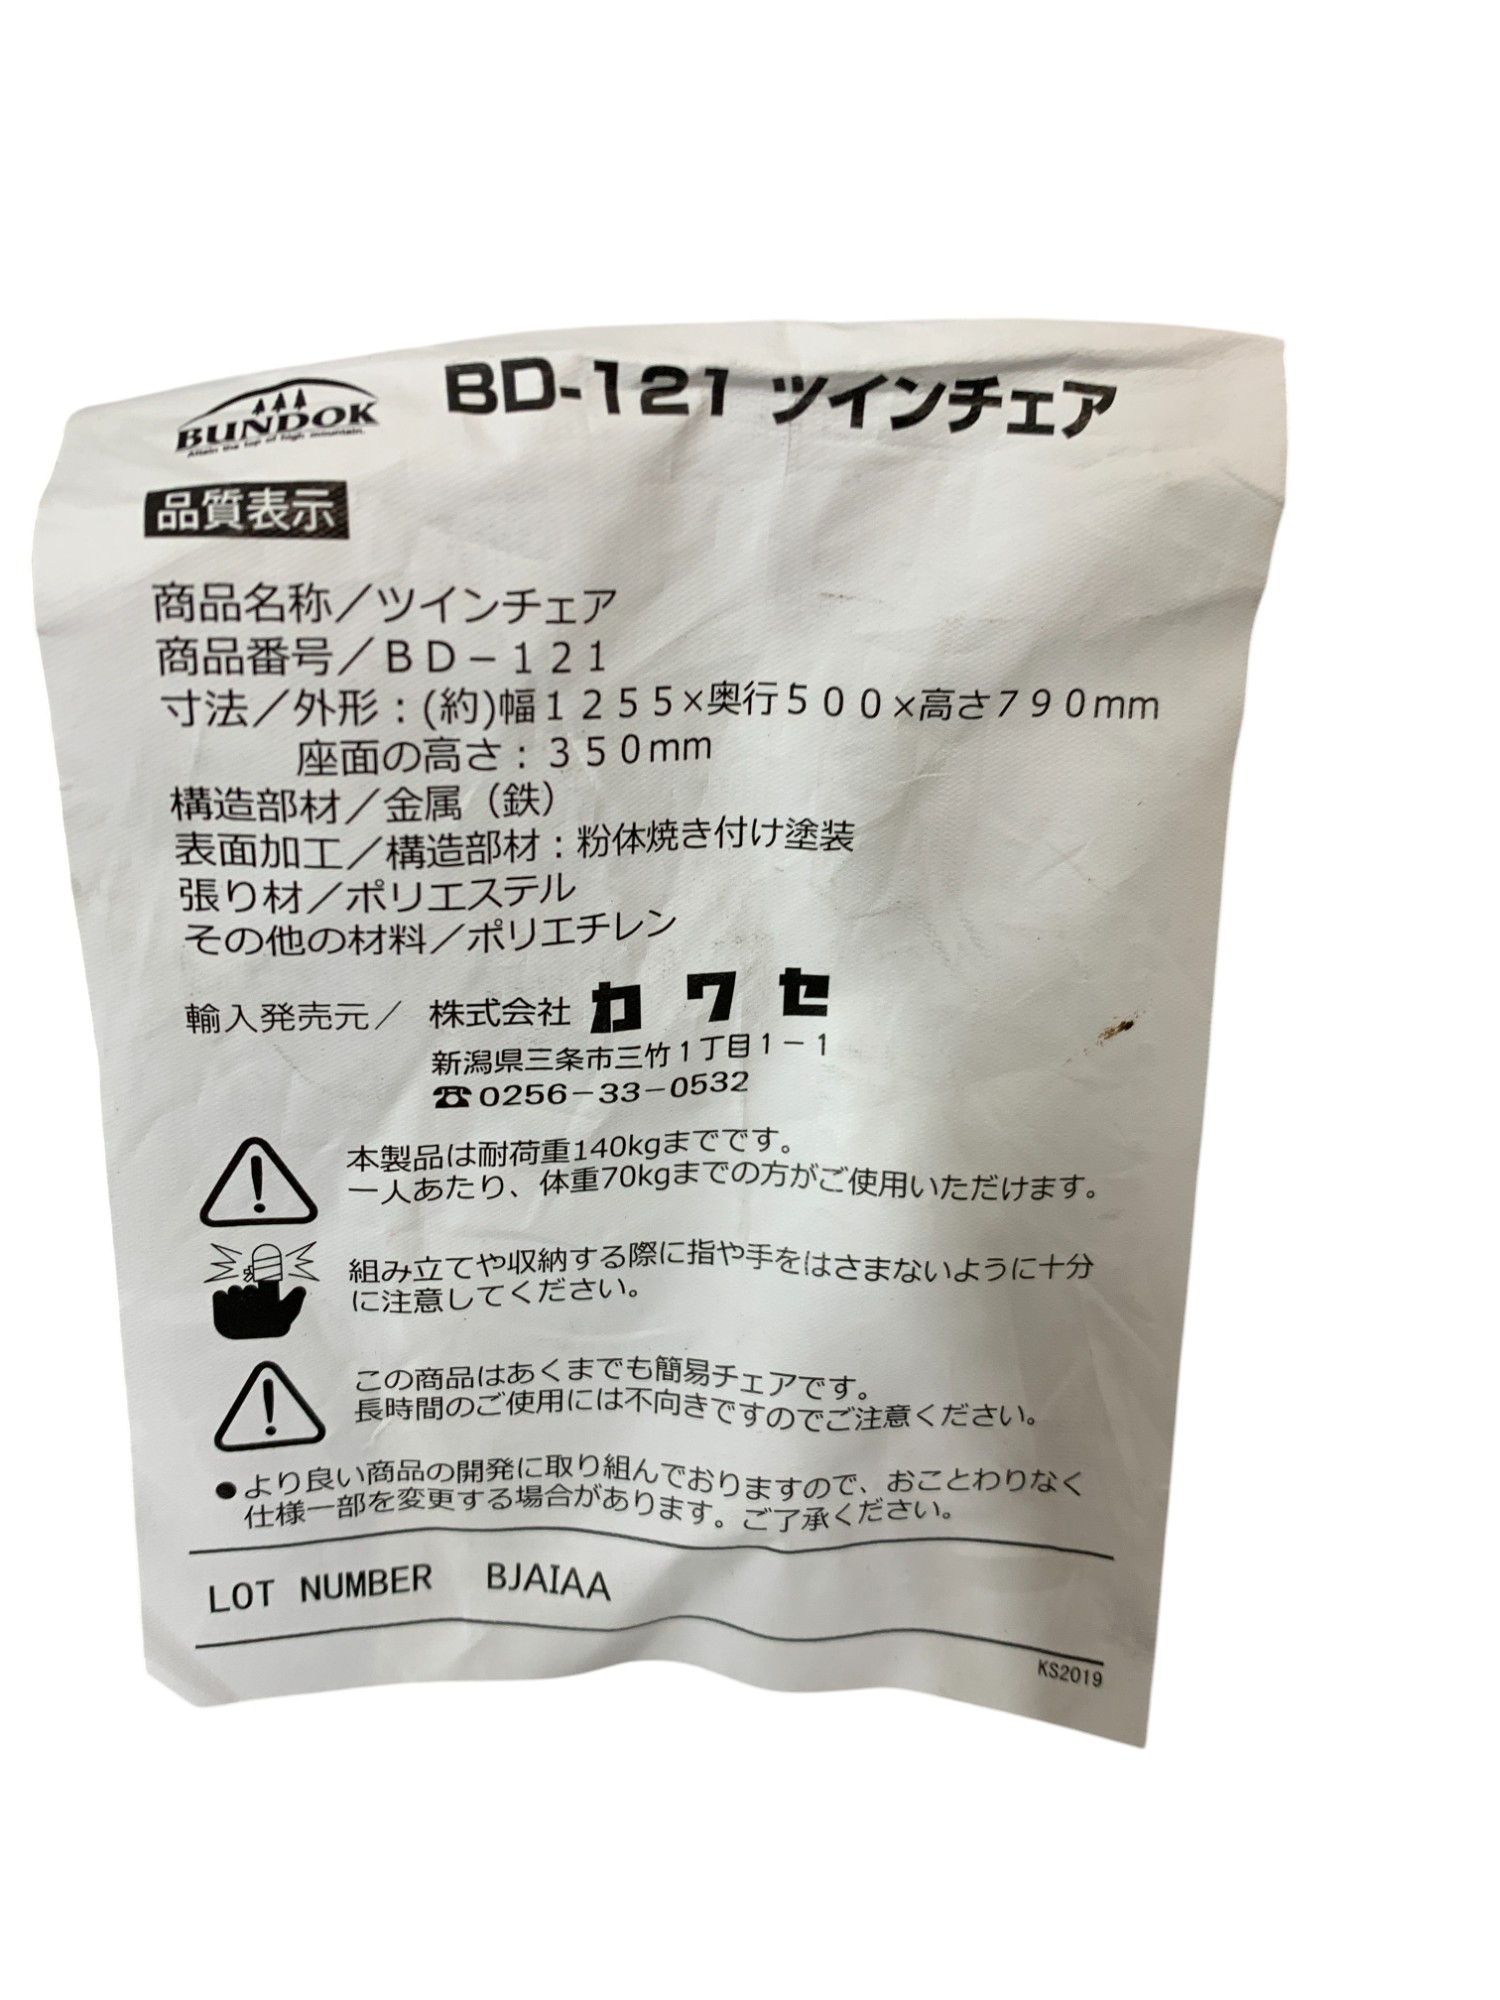 BUNDOK
Attain the top of high mountain.
BD-121 ツインチェア
品質表示
商品名称／ツインチェア
商品番号／BD－121
寸法／外形：(約)幅1255×奥行500×高さ790mm
座面の高さ：350mm
構造部材／金属（鉄）
表面加工／構造部材：粉体焼き付け塗装
張り材／ポリエステル
その他の材料／ポリエチレン
輸入発売元／ 株式会社 カワセ
新潟県三条市三竹1丁目1－1
☎0256－33－0532
本製品は耐荷重140kgまでです。
一人あたり、体重70kgまでの方がご使用いただけます。
組み立てや収納する際に指や手をはさまないように十分
に注意してください。
この商品はあくまでも簡易チェアです。
長時間のご使用には不向きですのでご注意ください。
●より良い商品の開発に取り組んでおりますので、おことわりなく
仕様一部を変更する場合があります。ご了承ください。
LOT NUMBER BJAIAA
KS2019